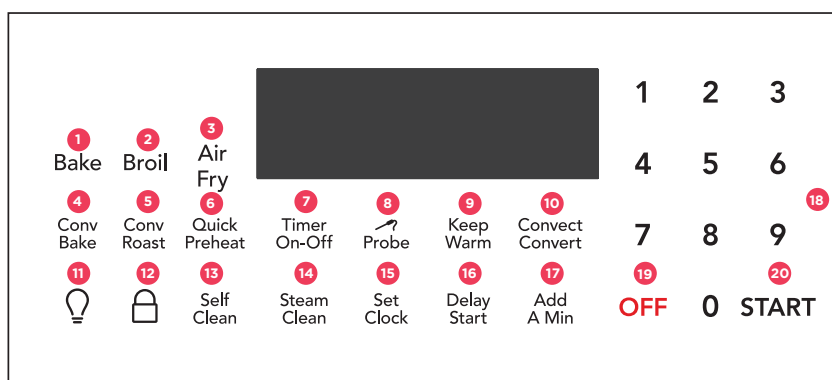 1 2 3
1 2 3
Bake Broil Air
Fry
4 5 6
4 5 6 7 8 9 10 18
Conv Conv Quick Timer Probe Keep Convect
Bake Roast Preheat On-Off Warm Convert
7 8 9
11 12 13 14 15 16 17 19 20
Self Steam Set Delay Add
Clean Clean Clock Start A Min
OFF 0 START